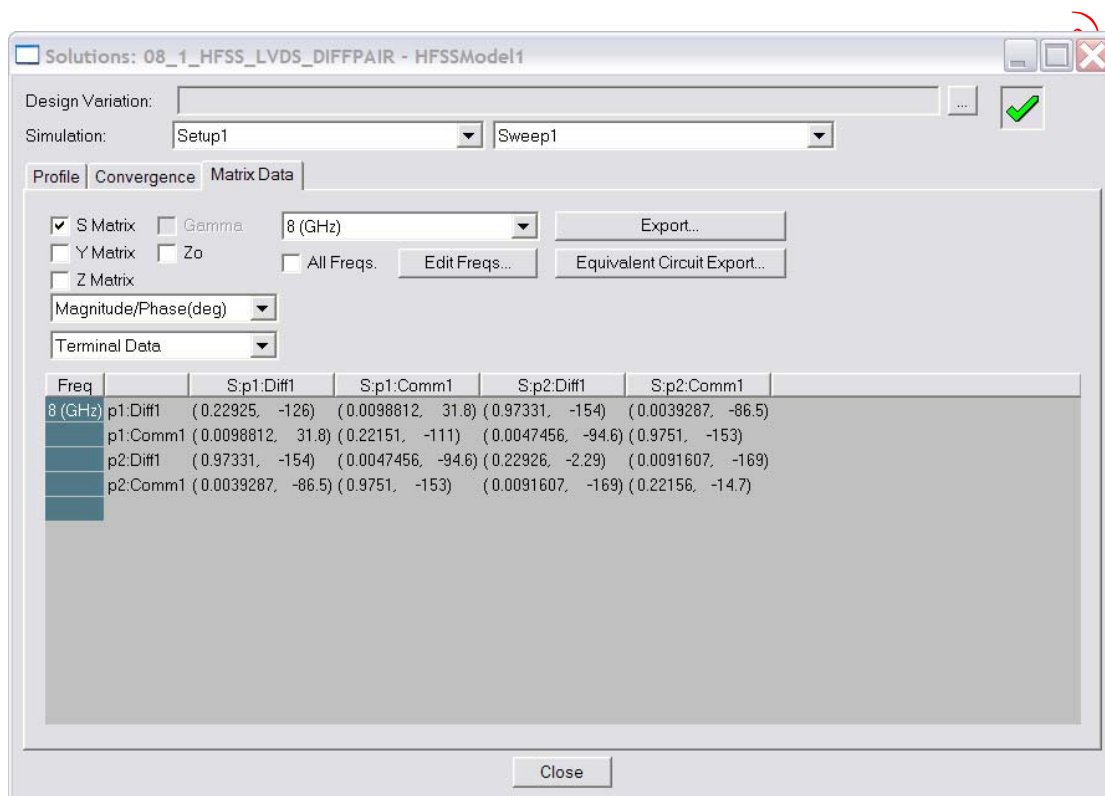 Solutions: 08_1_HFSS_LVDS_DIFFPAIR - HFSSModel1
Design Variation: ...
Simulation: Setup1 Sweep1
Profile Convergence Matrix Data
S Matrix Gamma 8 (GHz) Export...
Y Matrix Zo All Freqs. Edit Freqs... Equivalent Circuit Export...
Z Matrix
Magnitude/Phase(deg)
Terminal Data
Freq S:p1:Diff1 S:p1:Comm1 S:p2:Diff1 S:p2:Comm1
8 (GHz) p1:Diff1 ( 0.22925, -126) ( 0.0098812, 31.8) ( 0.97331, -154) ( 0.0039287, -86.5)
p1:Comm1 ( 0.0098812, 31.8) ( 0.22151, -111) ( 0.0047456, -94.6) ( 0.9751, -153)
p2:Diff1 ( 0.97331, -154) ( 0.0047456, -94.6) ( 0.22926, -2.29) ( 0.0091607, -169)
p2:Comm1 ( 0.0039287, -86.5) ( 0.9751, -153) ( 0.0091607, -169) ( 0.22156, -14.7)
Close